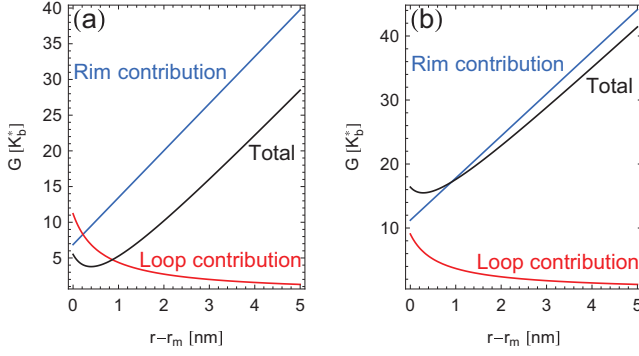 (a)
40
35
30
25
20
15
10
5
G [K*b]
Rim contribution
Total
Loop contribution
0 1 2 3 4 5
r−rm [nm]
(b)
40
30
20
10
G [K*b]
Rim contribution
Total
Loop contribution
0 1 2 3 4 5
r−rm [nm]